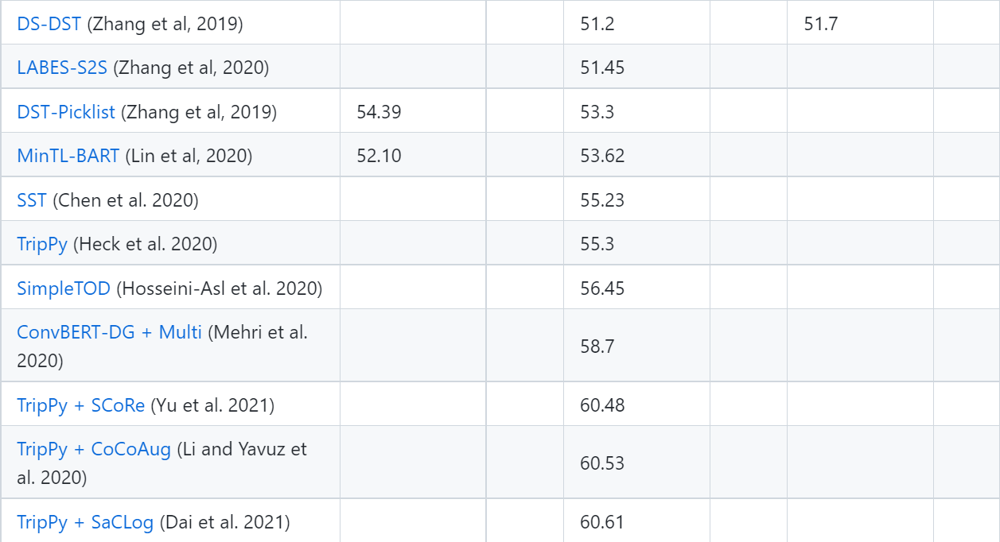 DS-DST (Zhang et al, 2019) 51.2 51.7
LABES-S2S (Zhang et al, 2020) 51.45
DST-Picklist (Zhang et al, 2019) 54.39 53.3
MinTL-BART (Lin et al, 2020) 52.10 53.62
SST (Chen et al. 2020) 55.23
TripPy (Heck et al. 2020) 55.3
SimpleTOD (Hosseini-Asl et al. 2020) 56.45
ConvBERT-DG + Multi (Mehri et al.
2020) 58.7
TripPy + SCoRe (Yu et al. 2021) 60.48
TripPy + CoCoAug (Li and Yavuz et
al. 2020) 60.53
TripPy + SaCLog (Dai et al. 2021) 60.61